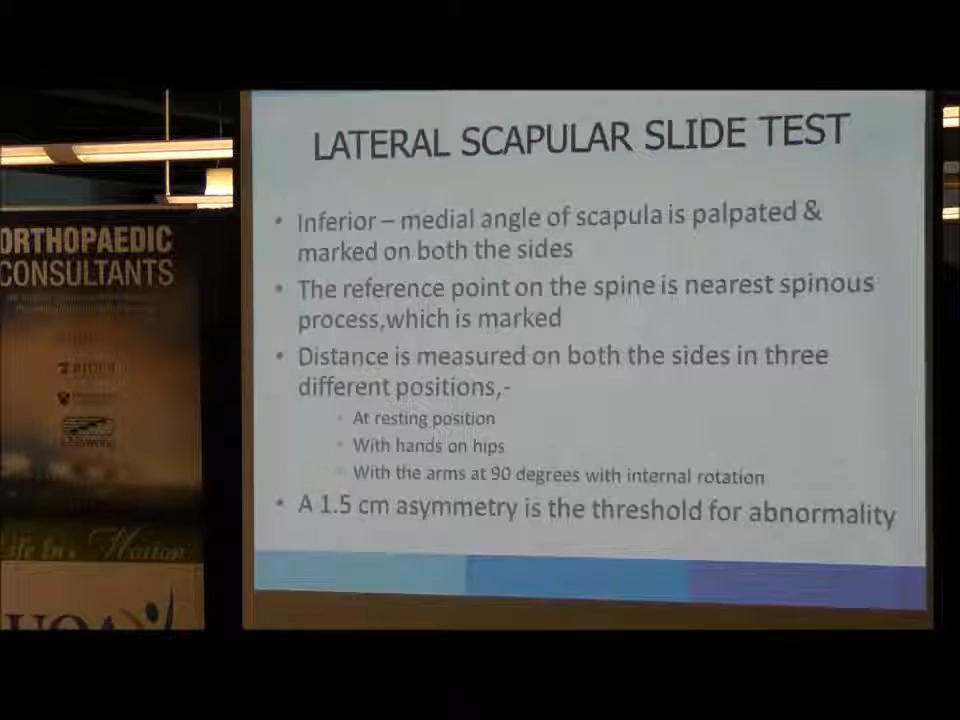 LATERAL SCAPULAR SLIDE TEST
• Inferior – medial angle of scapula is palpated &
marked on both the sides
• The reference point on the spine is nearest spinous
process,which is marked
• Distance is measured on both the sides in three
different positions,-
• At resting position
• With hands on hips
• With the arms at 90 degrees with internal rotation
• A 1.5 cm asymmetry is the threshold for abnormality
ORTHOPAEDIC
CONSULTANTS
Motion